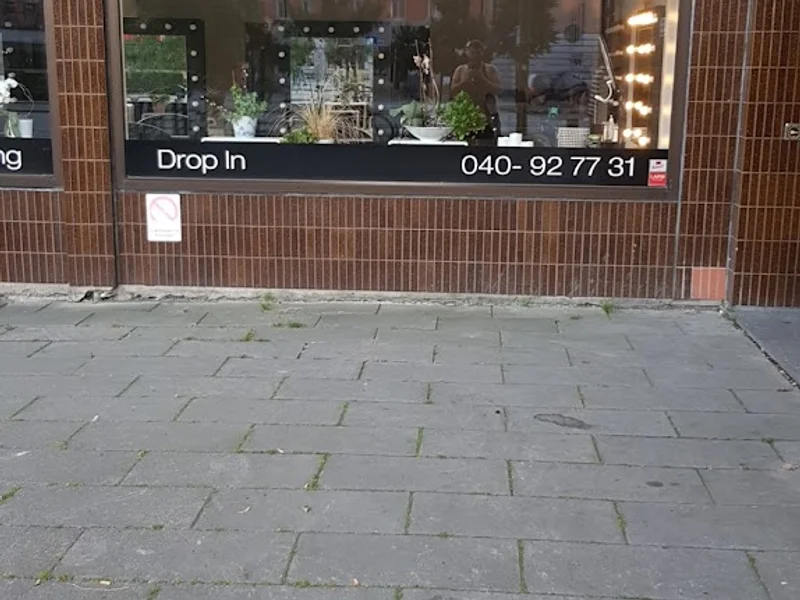 ng
Drop In
040- 92 77 31